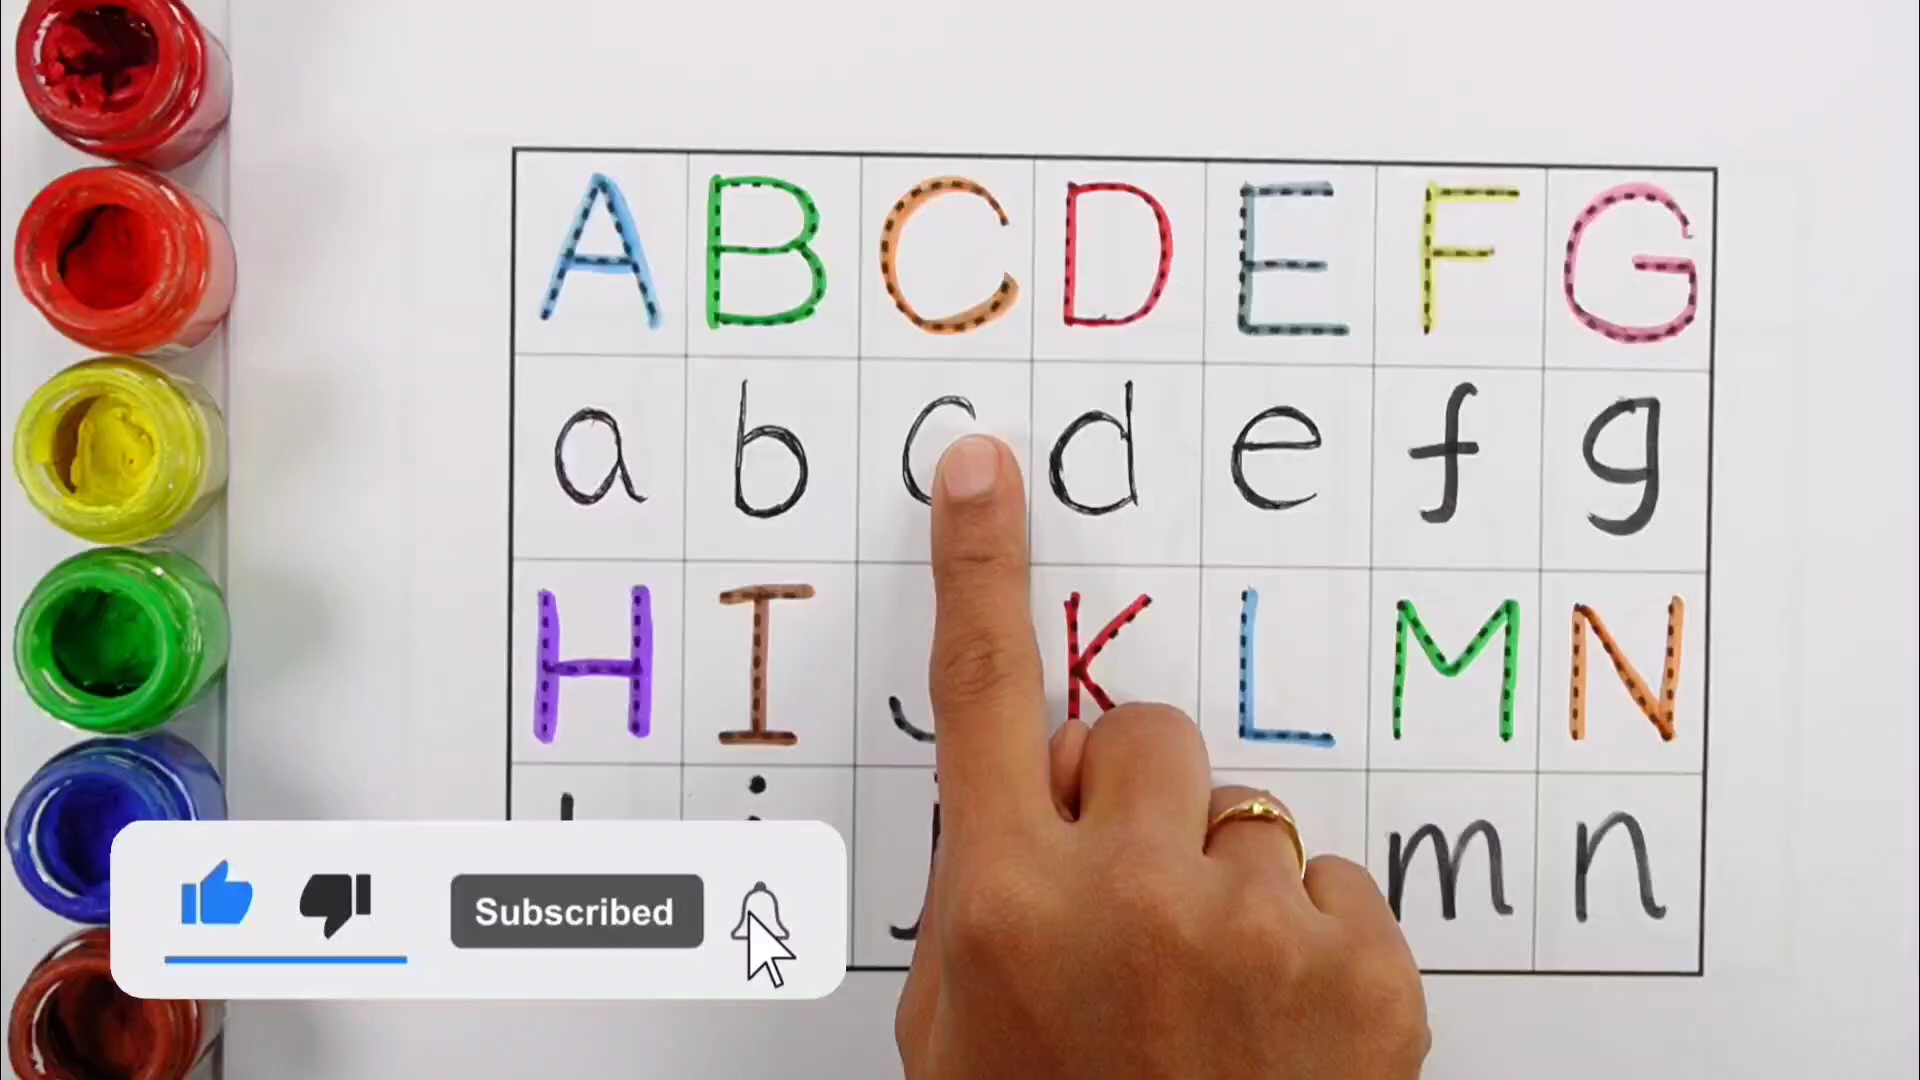 A B C D E F G
a b c d e f g
H I J K L M N
i j m n
Subscribed